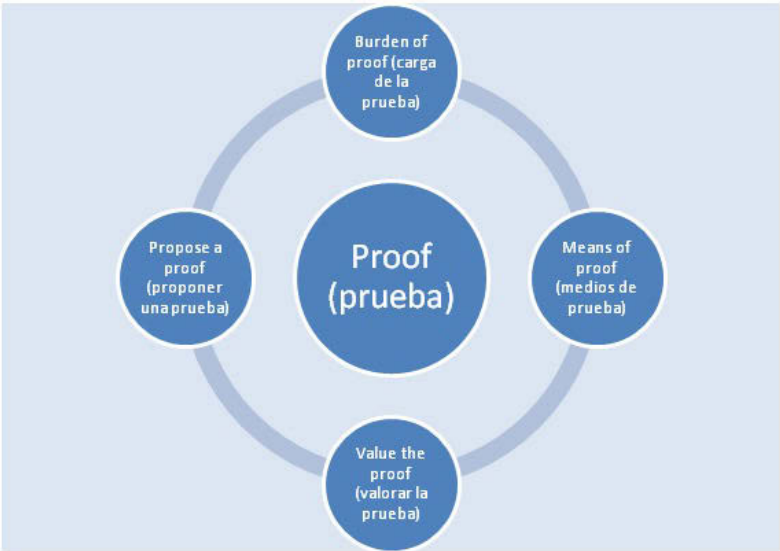 Burden of
proof (carga
de la
prueba)
Propose a
proof
(proponer
una prueba)
Proof
(prueba)
Means of
proof
(medios de
prueba)
Value the
proof
(valorar la
prueba)